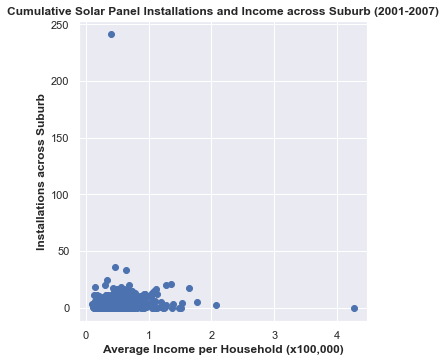 Cumulative Solar Panel Installations and Income across Suburb (2001-2007)
250
200
150
100
50
0
Installations across Suburb
0 1 2 3 4
Average Income per Household (x100,000)